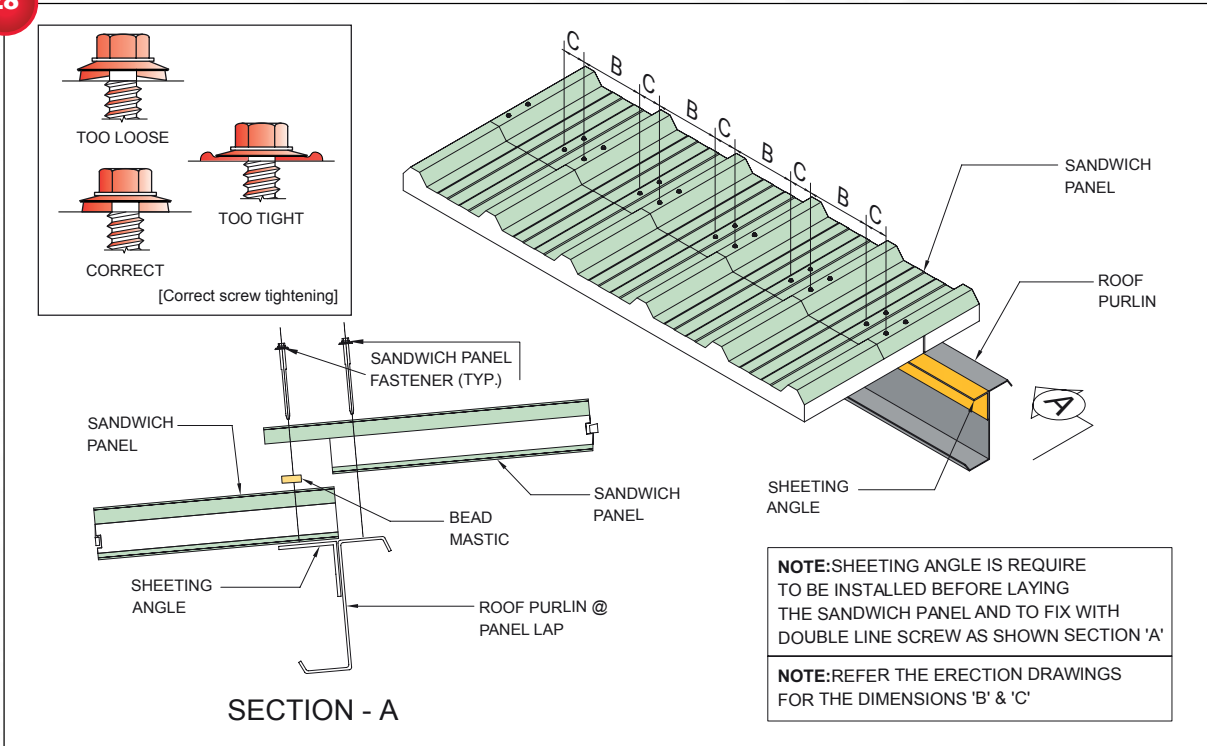 TOO LOOSE
TOO TIGHT
CORRECT
[Correct screw tightening]
C
B
C
B
C
B
C
B
C
SANDWICH
PANEL
ROOF
PURLIN
A
SHEETING
ANGLE
SANDWICH PANEL
FASTENER (TYP.)
SANDWICH
PANEL
SANDWICH
PANEL
BEAD
MASTIC
SHEETING
ANGLE
ROOF PURLIN @
PANEL LAP
SECTION - A
NOTE:SHEETING ANGLE IS REQUIRE
TO BE INSTALLED BEFORE LAYING
THE SANDWICH PANEL AND TO FIX WITH
DOUBLE LINE SCREW AS SHOWN SECTION 'A'
NOTE:REFER THE ERECTION DRAWINGS
FOR THE DIMENSIONS 'B' & 'C'